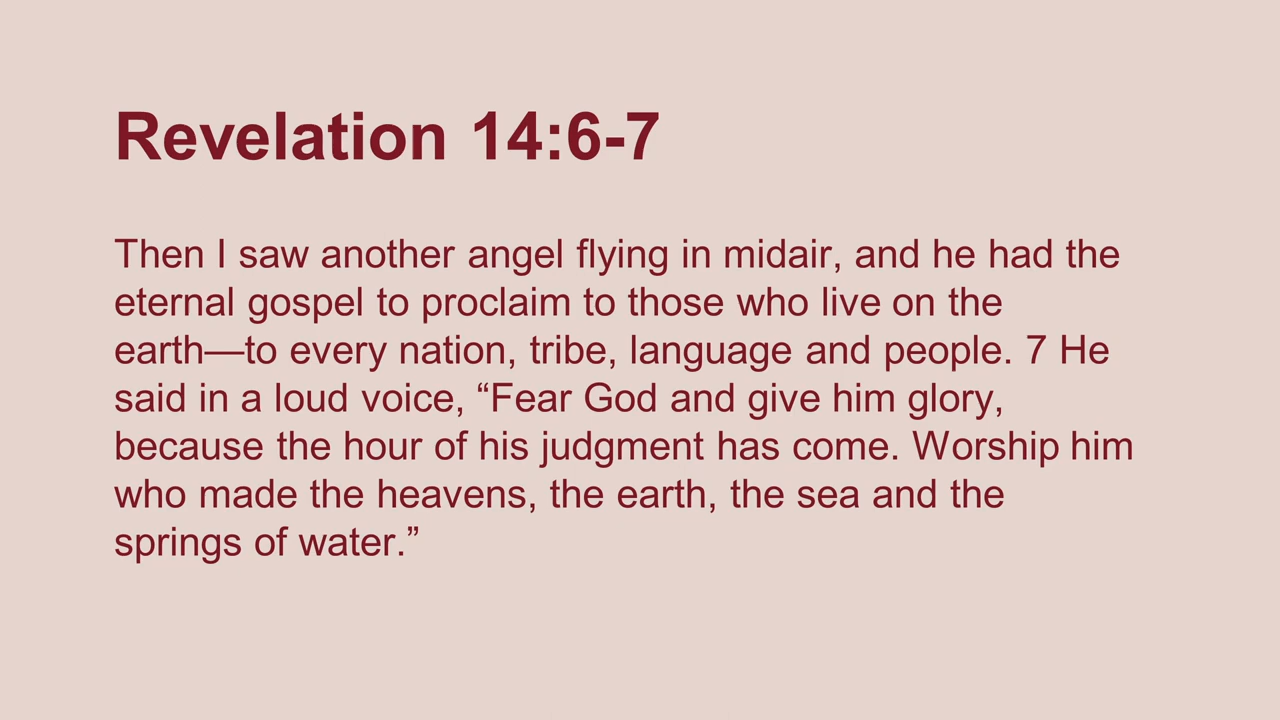 Revelation 14:6-7
Then I saw another angel flying in midair, and he had the
eternal gospel to proclaim to those who live on the
earth—to every nation, tribe, language and people. 7 He
said in a loud voice, “Fear God and give him glory,
because the hour of his judgment has come. Worship him
who made the heavens, the earth, the sea and the
springs of water.”